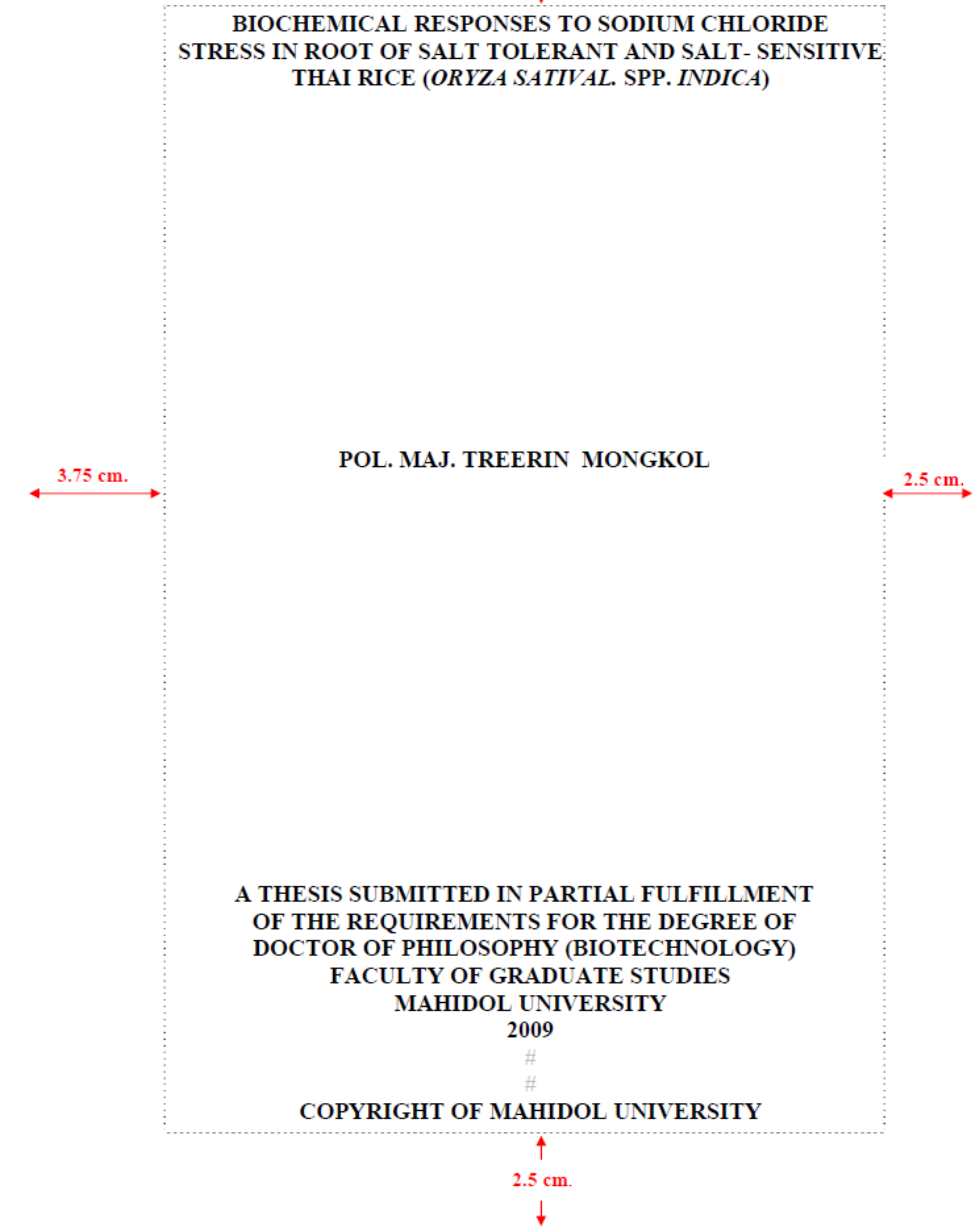 BIOCHEMICAL RESPONSES TO SODIUM CHLORIDE
STRESS IN ROOT OF SALT TOLERANT AND SALT- SENSITIVE
THAI RICE (ORYZA SATIVAL. SPP. INDICA)
POL. MAJ. TREERIN MONGKOL
3.75 cm.
2.5 cm.
A THESIS SUBMITTED IN PARTIAL FULFILLMENT
OF THE REQUIREMENTS FOR THE DEGREE OF
DOCTOR OF PHILOSOPHY (BIOTECHNOLOGY)
FACULTY OF GRADUATE STUDIES
MAHIDOL UNIVERSITY
2009
#
#
COPYRIGHT OF MAHIDOL UNIVERSITY
2.5 cm.